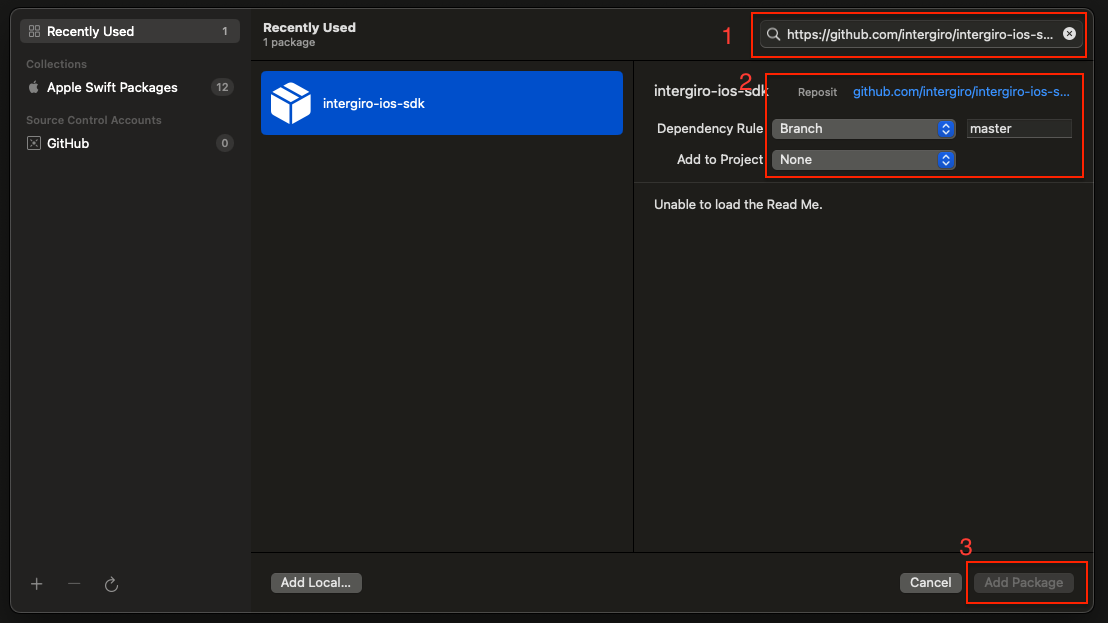 Recently Used 1
Collections
Apple Swift Packages 12
Source Control Accounts
GitHub 0
Recently Used
1 package
1
https://github.com/intergiro/intergiro-ios-s...
intergiro-ios-sdk
2
intergiro-ios-sdk Reposit github.com/intergiro/intergiro-ios-s...
Dependency Rule Branch master
Add to Project None
Unable to load the Read Me.
3
Add Local... Cancel Add Package